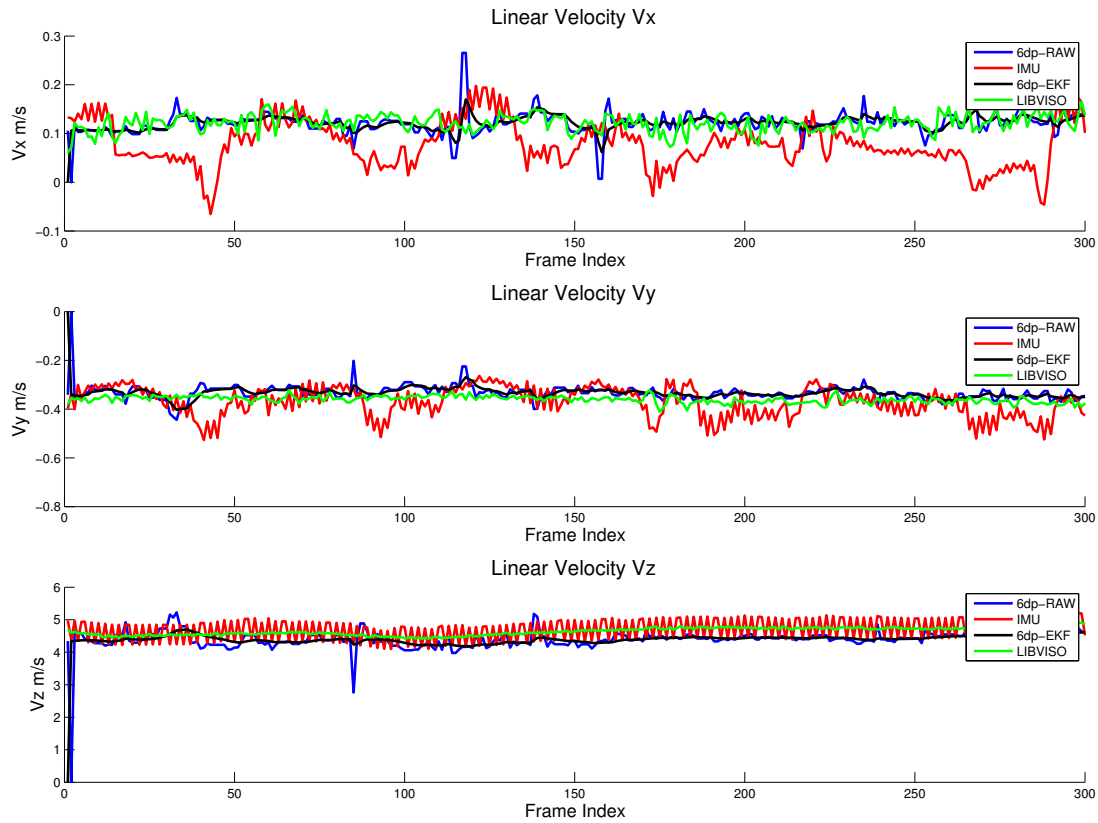 Linear Velocity Vx
0.3
0.2
0.1
0
−0.1
Vx m/s
6dp−RAW
IMU
6dp−EKF
LIBVISO
0 50 100 150 200 250 300
Frame Index
Linear Velocity Vy
0
−0.2
−0.4
−0.6
−0.8
Vy m/s
6dp−RAW
IMU
6dp−EKF
LIBVISO
0 50 100 150 200 250 300
Frame Index
Linear Velocity Vz
6
5
4
3
2
1
0
Vz m/s
6dp−RAW
IMU
6dp−EKF
LIBVISO
0 50 100 150 200 250 300
Frame Index